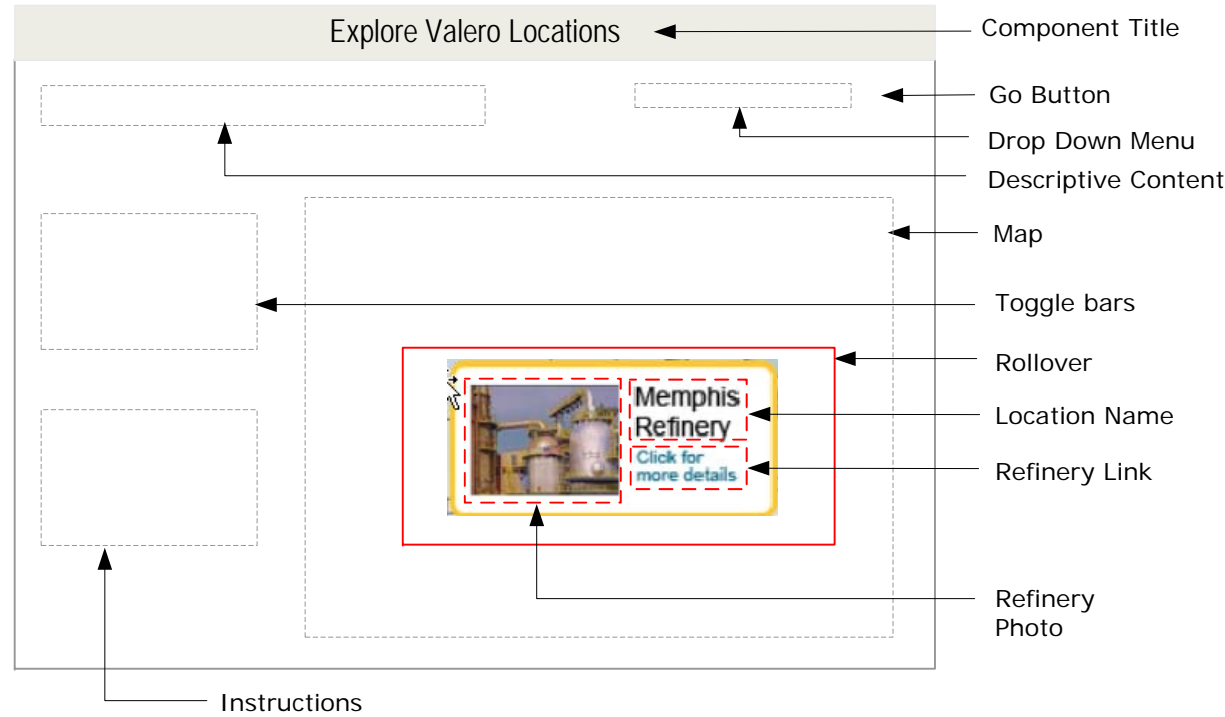 Explore Valero Locations
Component Title
Go Button
Drop Down Menu
Descriptive Content
Map
Toggle bars
Rollover
Memphis
Refinery
Location Name
Click for
more details
Refinery Link
Refinery
Photo
Instructions